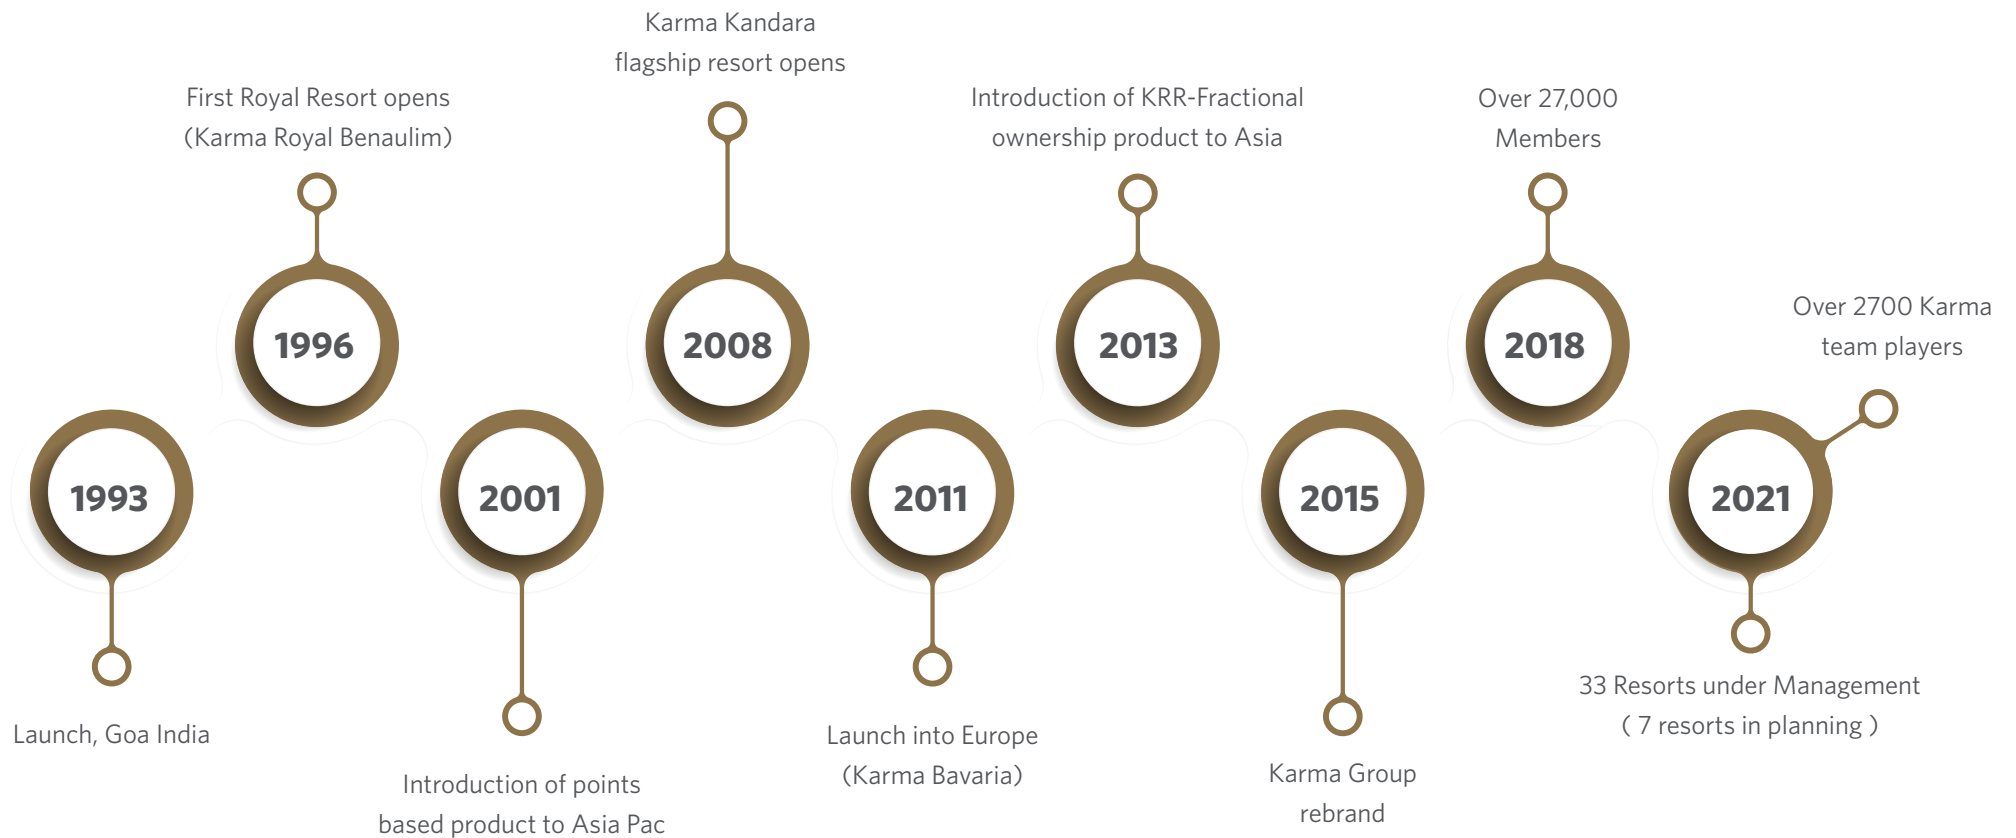 Karma Kandara
flagship resort opens
First Royal Resort opens
(Karma Royal Benaulim)
Introduction of KRR-Fractional
ownership product to Asia
Over 27,000
Members
Over 2700 Karma
team players
1996
2008
2013
2018
1993
2001
2011
2015
2021
Launch, Goa India
Introduction of points
based product to Asia Pac
Launch into Europe
(Karma Bavaria)
Karma Group
rebrand
33 Resorts under Management
( 7 resorts in planning )